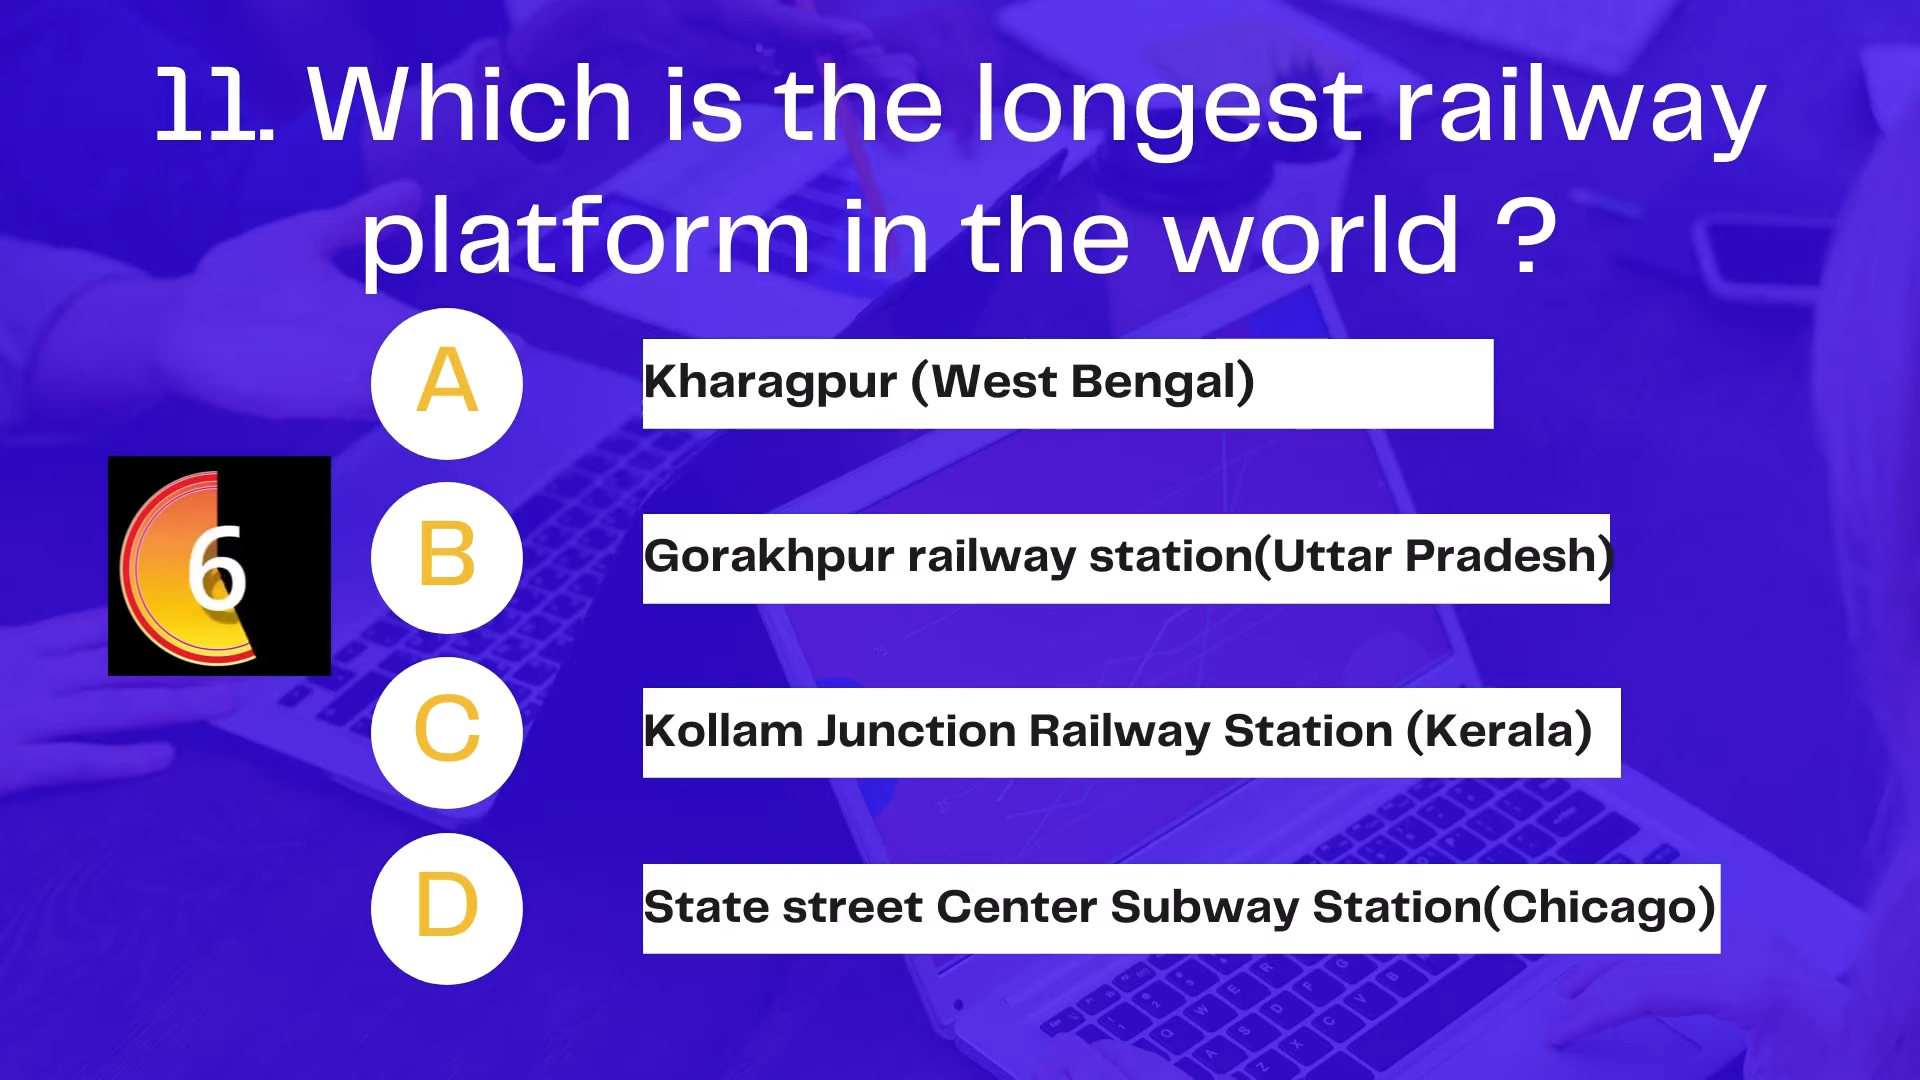 11. Which is the longest railway
platform in the world ?
A
Kharagpur (West Bengal)
6
B
Gorakhpur railway station(Uttar Pradesh)
C
Kollam Junction Railway Station (Kerala)
D
State street Center Subway Station(Chicago)